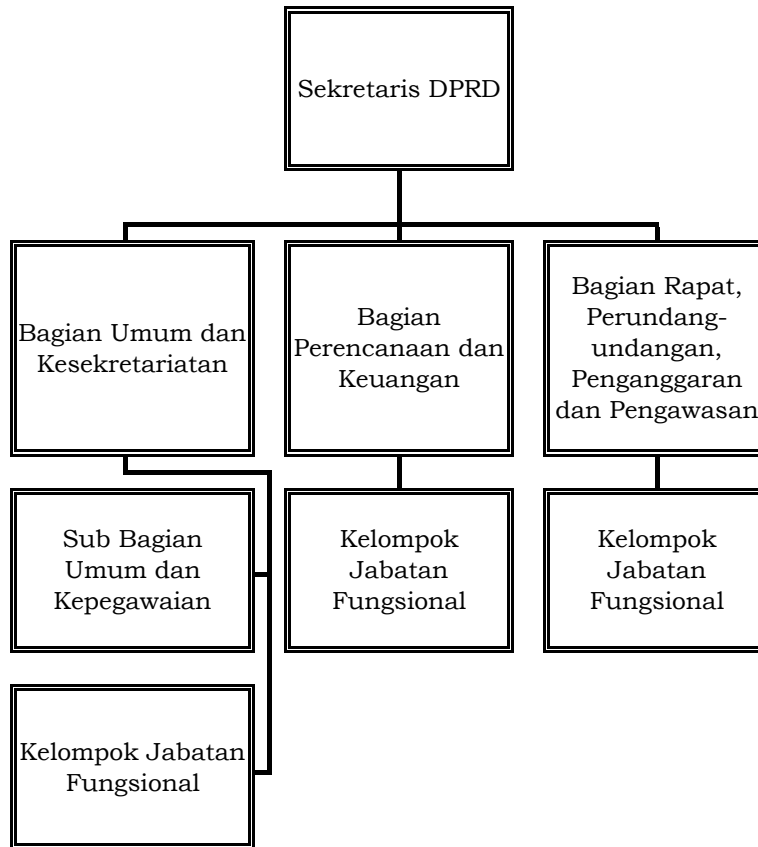 Sekretaris DPRD
Bagian Umum dan
Kesekretariatan
Bagian
Perencanaan dan
Keuangan
Bagian Rapat,
Perundang-
undangan,
Penganggaran
dan Pengawasan
Sub Bagian
Umum dan
Kepegawaian
Kelompok
Jabatan
Fungsional
Kelompok
Jabatan
Fungsional
Kelompok Jabatan
Fungsional